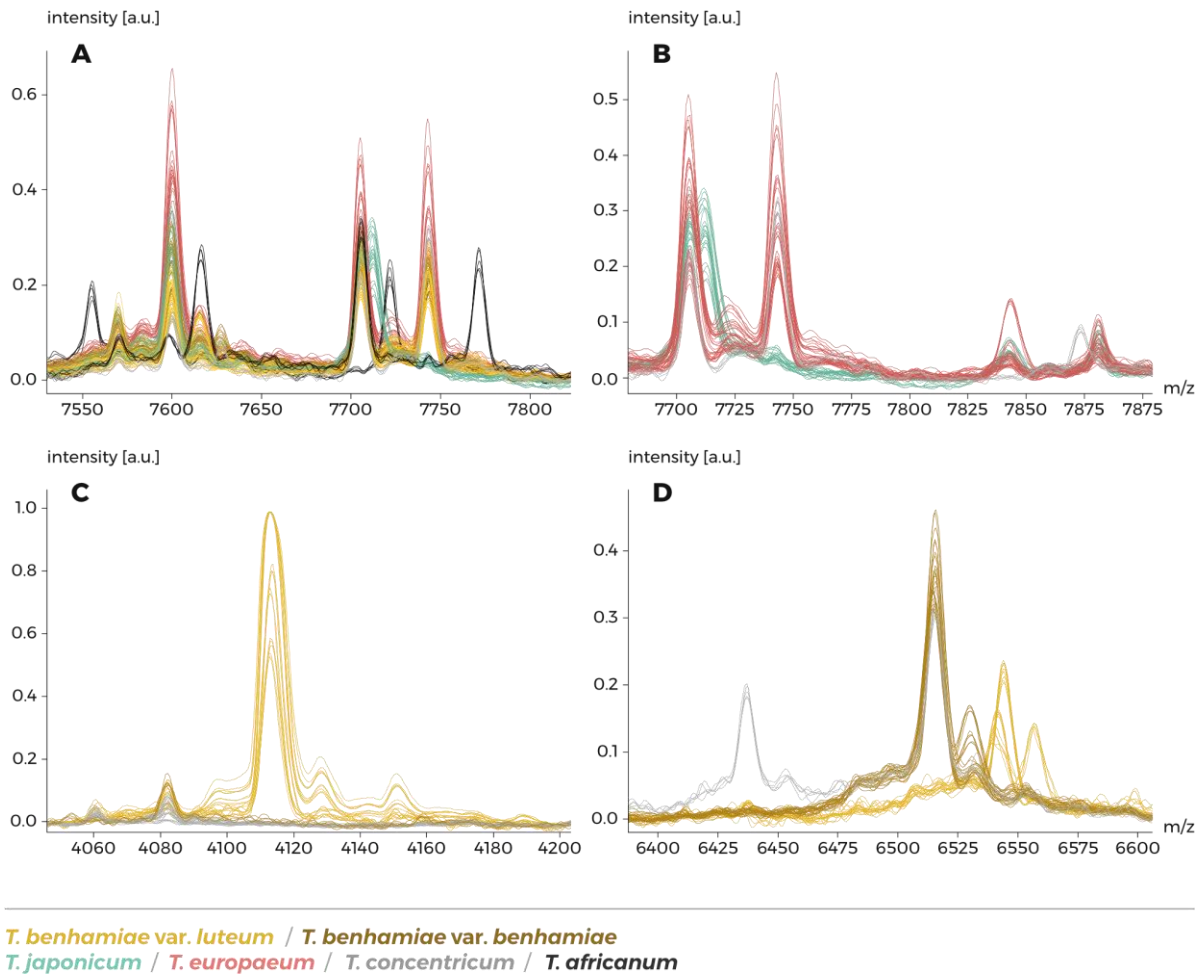 intensity [a.u.]
A
0.6
0.4
0.2
0.0
7550 7600 7650 7700 7750 7800
intensity [a.u.]
B
0.5
0.4
0.3
0.2
0.1
0.0
7700 7725 7750 7775 7800 7825 7850 7875 7875
m/z
intensity [a.u.]
C
1.0
0.8
0.6
0.4
0.2
0.0
4060 4080 4100 4120 4140 4160 4180 4200
intensity [a.u.]
D
0.4
0.3
0.2
0.1
0.0
6400 6425 6450 6475 6500 6525 6550 6575 6600
m/z
T. benhamiae var. luteum / T. benhamiae var. benhamiae
T. japonicum / T. europaeum / T. concentricum / T. africanum